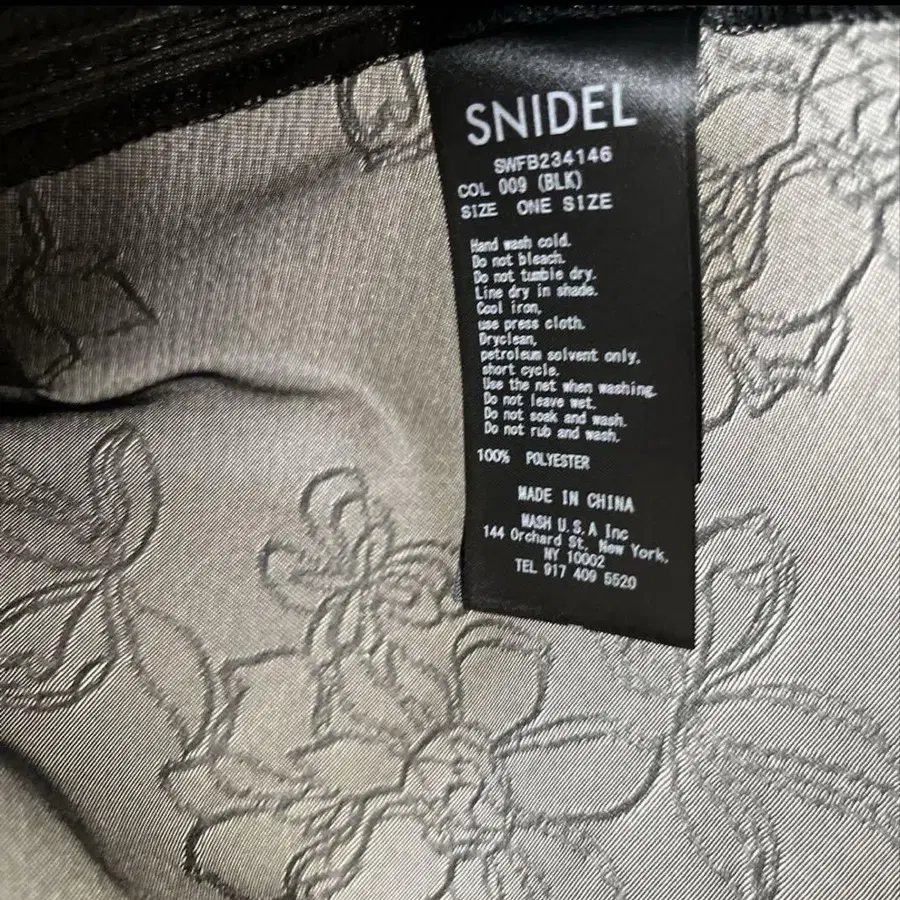 SNIDEL
SWFB234146
COL 009 (BLK)
SIZE ONE SIZE
Hand wash cold.
Do not bleach.
Do not tumble dry.
Line dry in shade.
Cool iron,
use press cloth.
Dryclean,
petroleum solvent only,
short cycle.
Use the net when washing.
Do not leave wet.
Do not soak and wash.
Do not rub and wash.
100% POLYESTER
MADE IN CHINA
MASH U.S.A Inc
144 Orchard St, New York,
NY 10002
TEL 917 409 5520